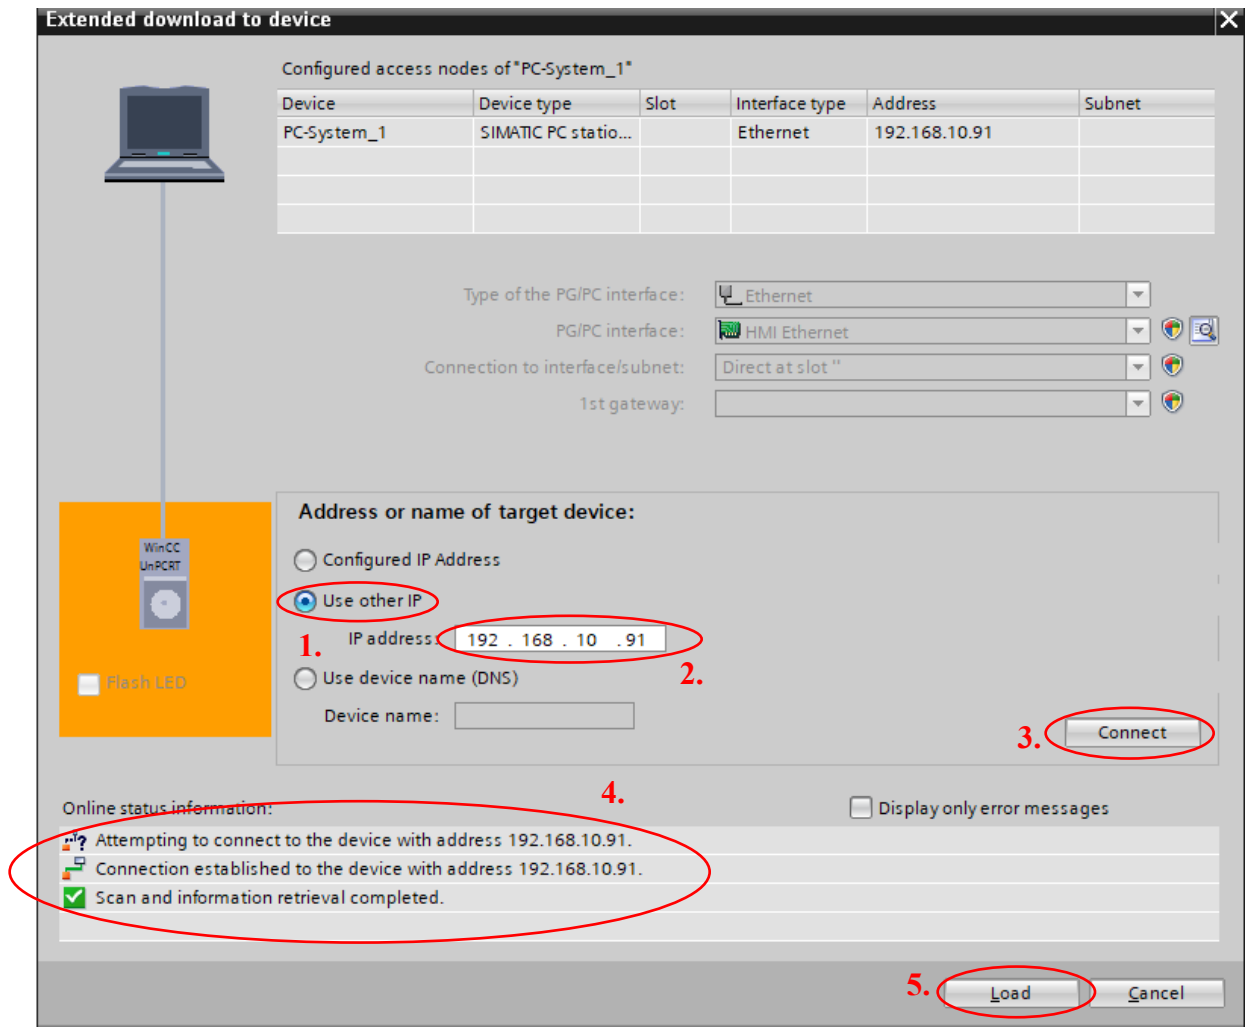 Extended download to device
Configured access nodes of "PC-System_1"
Device Device type Slot Interface type Address Subnet
PC-System_1 SIMATIC PC statio... Ethernet 192.168.10.91
Type of the PG/PC interface: Ethernet
PG/PC interface: HMI Ethernet
Connection to interface/subnet: Direct at slot ''
1st gateway:
Address or name of target device:
WinCC
UnPCRT
Configured IP Address
Use other IP
1.
IP address: 192 . 168 . 10 . 91
2.
Flash LED
Use device name (DNS)
Device name:
3. Connect
4.
Online status information:
Display only error messages
Attempting to connect to the device with address 192.168.10.91.
Connection established to the device with address 192.168.10.91.
Scan and information retrieval completed.
5. Load Cancel